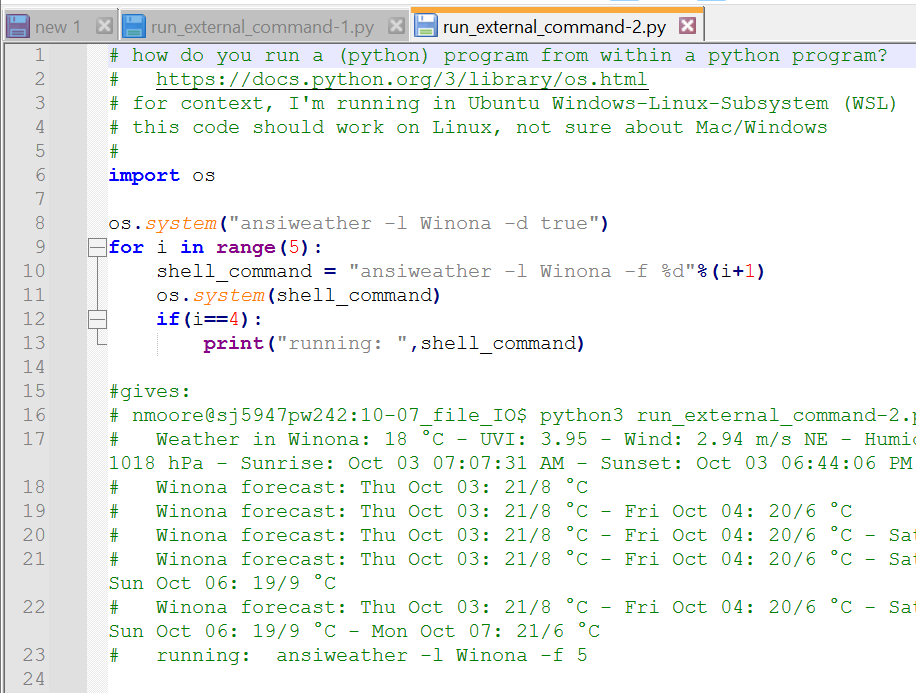 new 1 run_external_command-1.py run_external_command-2.py
1 # how do you run a (python) program from within a python program?
2 #   https://docs.python.org/3/library/os.html
3 # for context, I'm running in Ubuntu Windows-Linux-Subsystem (WSL)
4 # this code should work on Linux, not sure about Mac/Windows
5 #
6 import os
7
8 os.system("ansiweather -l Winona -d true")
9 for i in range(5):
10     shell_command = "ansiweather -l Winona -f %d"%(i+1)
11     os.system(shell_command)
12     if(i==4):
13         print("running: ",shell_command)
14
15 #gives:
16 # nmoore@sj5947pw242:10-07_file_IO$ python3 run_external_command-2.p
17 #   Weather in Winona: 18 °C - UVI: 3.95 - Wind: 2.94 m/s NE - Humi
1018 hPa - Sunrise: Oct 03 07:07:31 AM - Sunset: Oct 03 06:44:06 PM
18 #   Winona forecast: Thu Oct 03: 21/8 °C
19 #   Winona forecast: Thu Oct 03: 21/8 °C - Fri Oct 04: 20/6 °C
20 #   Winona forecast: Thu Oct 03: 21/8 °C - Fri Oct 04: 20/6 °C - Sat
21 #   Winona forecast: Thu Oct 03: 21/8 °C - Fri Oct 04: 20/6 °C - Sat
Sun Oct 06: 19/9 °C
22 #   Winona forecast: Thu Oct 03: 21/8 °C - Fri Oct 04: 20/6 °C - Sat
Sun Oct 06: 19/9 °C - Mon Oct 07: 21/6 °C
23 #   running:  ansiweather -l Winona -f 5
24